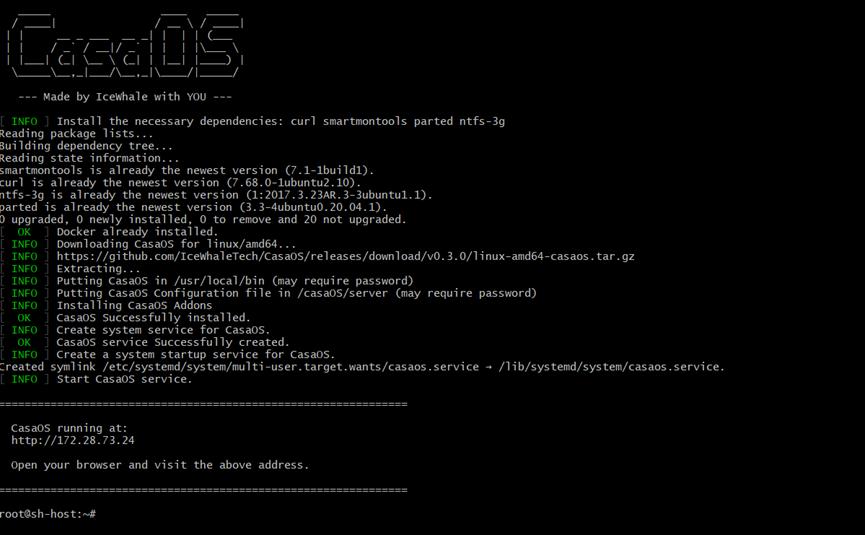 CasaOS
--- Made by IceWhale with YOU ---
[ INFO ] Install the necessary dependencies: curl smartmontools parted ntfs-3g
Reading package lists...
Building dependency tree...
Reading state information...
smartmontools is already the newest version (7.1-1build1).
curl is already the newest version (7.68.0-1ubuntu2.10).
ntfs-3g is already the newest version (1:2017.3.23AR.3-3ubuntu1.1).
parted is already the newest version (3.3-4ubuntu0.20.04.1).
0 upgraded, 0 newly installed, 0 to remove and 20 not upgraded.
[  OK  ] Docker already installed.
[ INFO ] Downloading CasaOS for linux/amd64...
[ INFO ] https://github.com/IceWhaleTech/CasaOS/releases/download/v0.3.0/linux-amd64-casaos.tar.gz
[ INFO ] Extracting...
[ INFO ] Putting CasaOS in /usr/local/bin (may require password)
[ INFO ] Putting CasaOS Configuration file in /casaOS/server (may require password)
[ INFO ] Installing CasaOS Addons
[  OK  ] CasaOS Successfully installed.
[ INFO ] Create system service for CasaOS.
[  OK  ] CasaOS service Successfully created.
[ INFO ] Create a system startup service for CasaOS.
Created symlink /etc/systemd/system/multi-user.target.wants/casaos.service → /lib/systemd/system/casaos.service.
[ INFO ] Start CasaOS service.
==================================================================
CasaOS running at:
http://172.28.73.24
Open your browser and visit the above address.
==================================================================
root@sh-host:~#